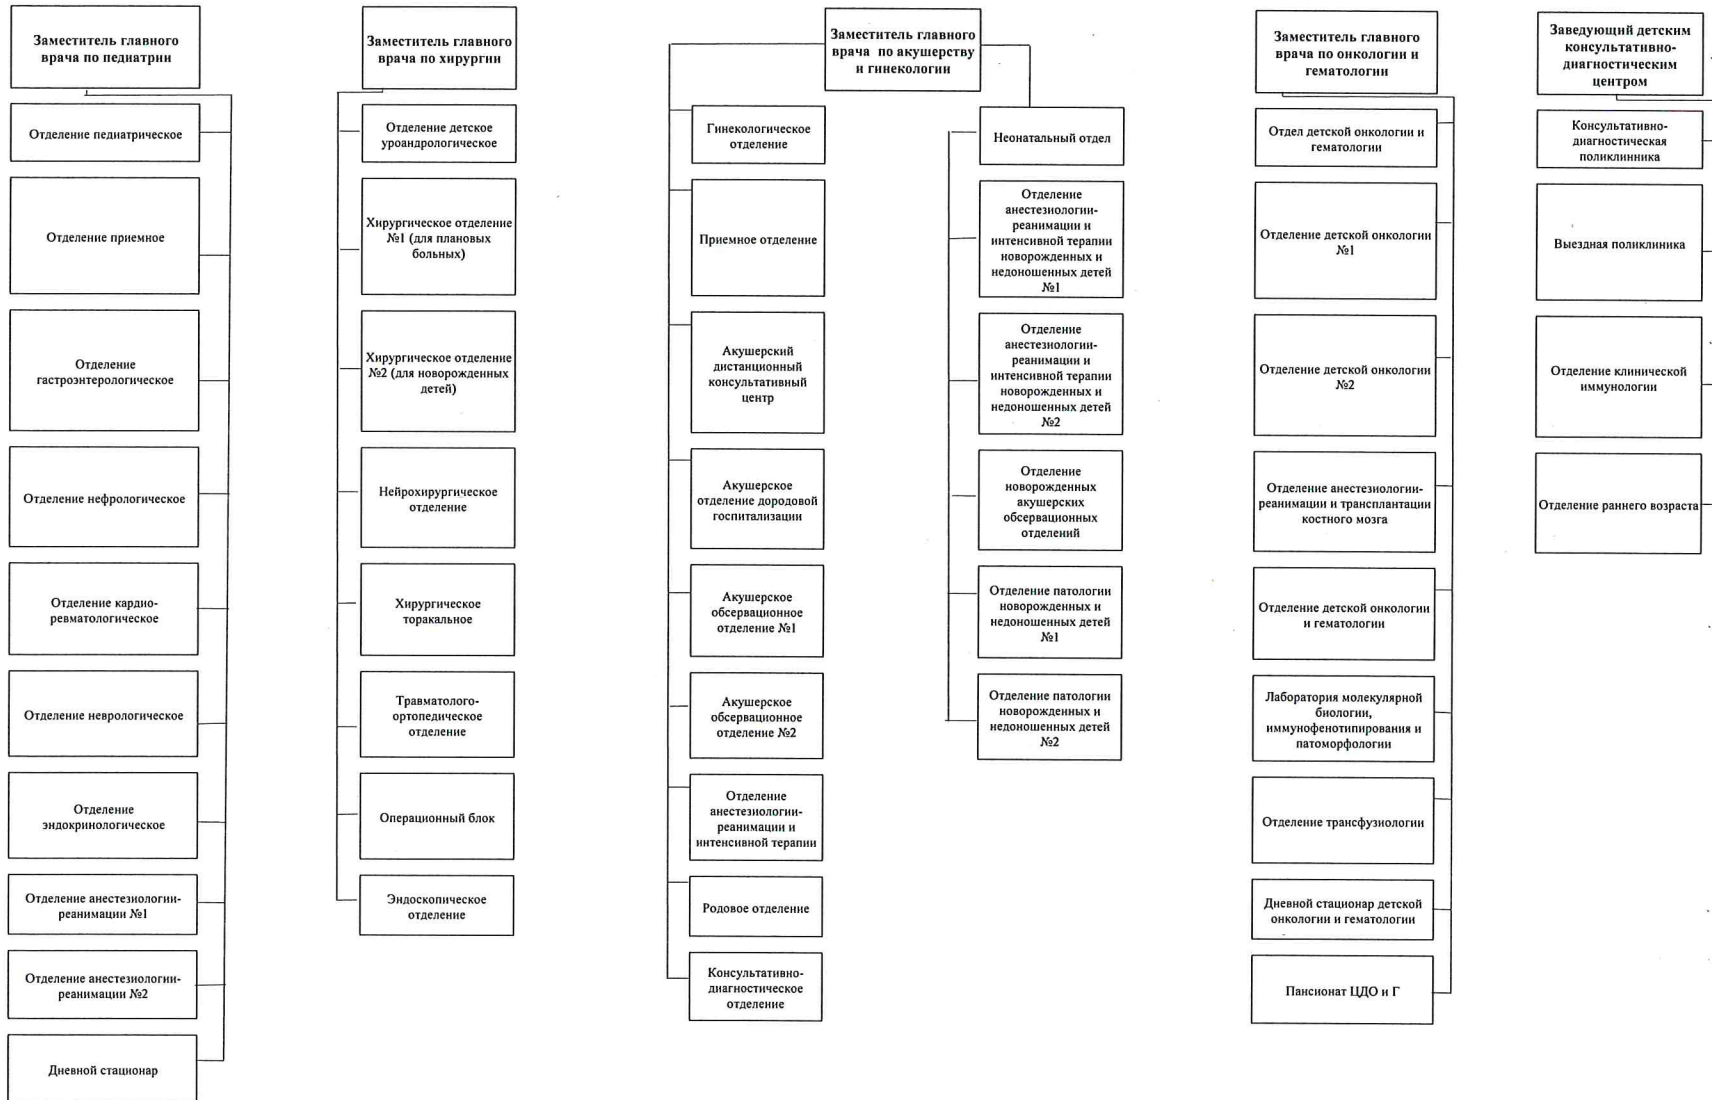 Заместитель главного
врача по педиатрии
Отделение педиатрическое
Отделение приемное
Отделение
гастроэнтерологическое
Отделение нефрологическое
Отделение кардио-
ревматологическое
Отделение неврологическое
Отделение
эндокринологическое
Отделение анестезиологии-
реанимации №1
Отделение анестезиологии-
реанимации №2
Дневной стационар
Заместитель главного
врача по хирургии
Отделение детское
уроандрологическое
Хирургическое отделение
№1 (для плановых
больных)
Хирургическое отделение
№2 (для новорожденных
детей)
Нейрохирургическое
отделение
Хирургическое
торакальное
Травматолого-
ортопедическое
отделение
Операционный блок
Эндоскопическое
отделение
Заместитель главного
врача по акушерству
и гинекологии
Гинекологическое
отделение
Приемное отделение
Акушерский
дистанционный
консультативный
центр
Акушерское
отделение дородовой
госпитализации
Акушерское
обсервационное
отделение №1
Акушерское
обсервационное
отделение №2
Отделение
анестезиологии-
реанимации и
интенсивной терапии
Родовое отделение
Консультативно-
диагностическое
отделение
Неонатальный отдел
Отделение
анестезиологии-
реанимации и
интенсивной терапии
новорожденных и
недоношенных детей
№1
Отделение
анестезиологии-
реанимации и
интенсивной терапии
новорожденных и
недоношенных детей
№2
Отделение
новорожденных
акушерских
обсервационных
отделений
Отделение патологии
новорожденных и
недоношенных детей
№1
Отделение патологии
новорожденных и
недоношенных детей
№2
Заместитель главного
врача по онкологии и
гематологии
Отдел детской онкологии и
гематологии
Отделение детской онкологии
№1
Отделение детской онкологии
№2
Отделение анестезиологии-
реанимации и трансплантации
костного мозга
Отделение детской онкологии
и гематологии
Лаборатория молекулярной
биологии,
иммунофенотипирования и
патоморфологии
Отделение трансфузиологии
Дневной стационар детской
онкологии и гематологии
Пансионат ЦДО и Г
Заведующий детским
консультативно-
диагностическим
центром
Консультативно-
диагностическая
поликлинника
Выездная поликлиника
Отделение клинической
иммунологии
Отделение раннего возраста